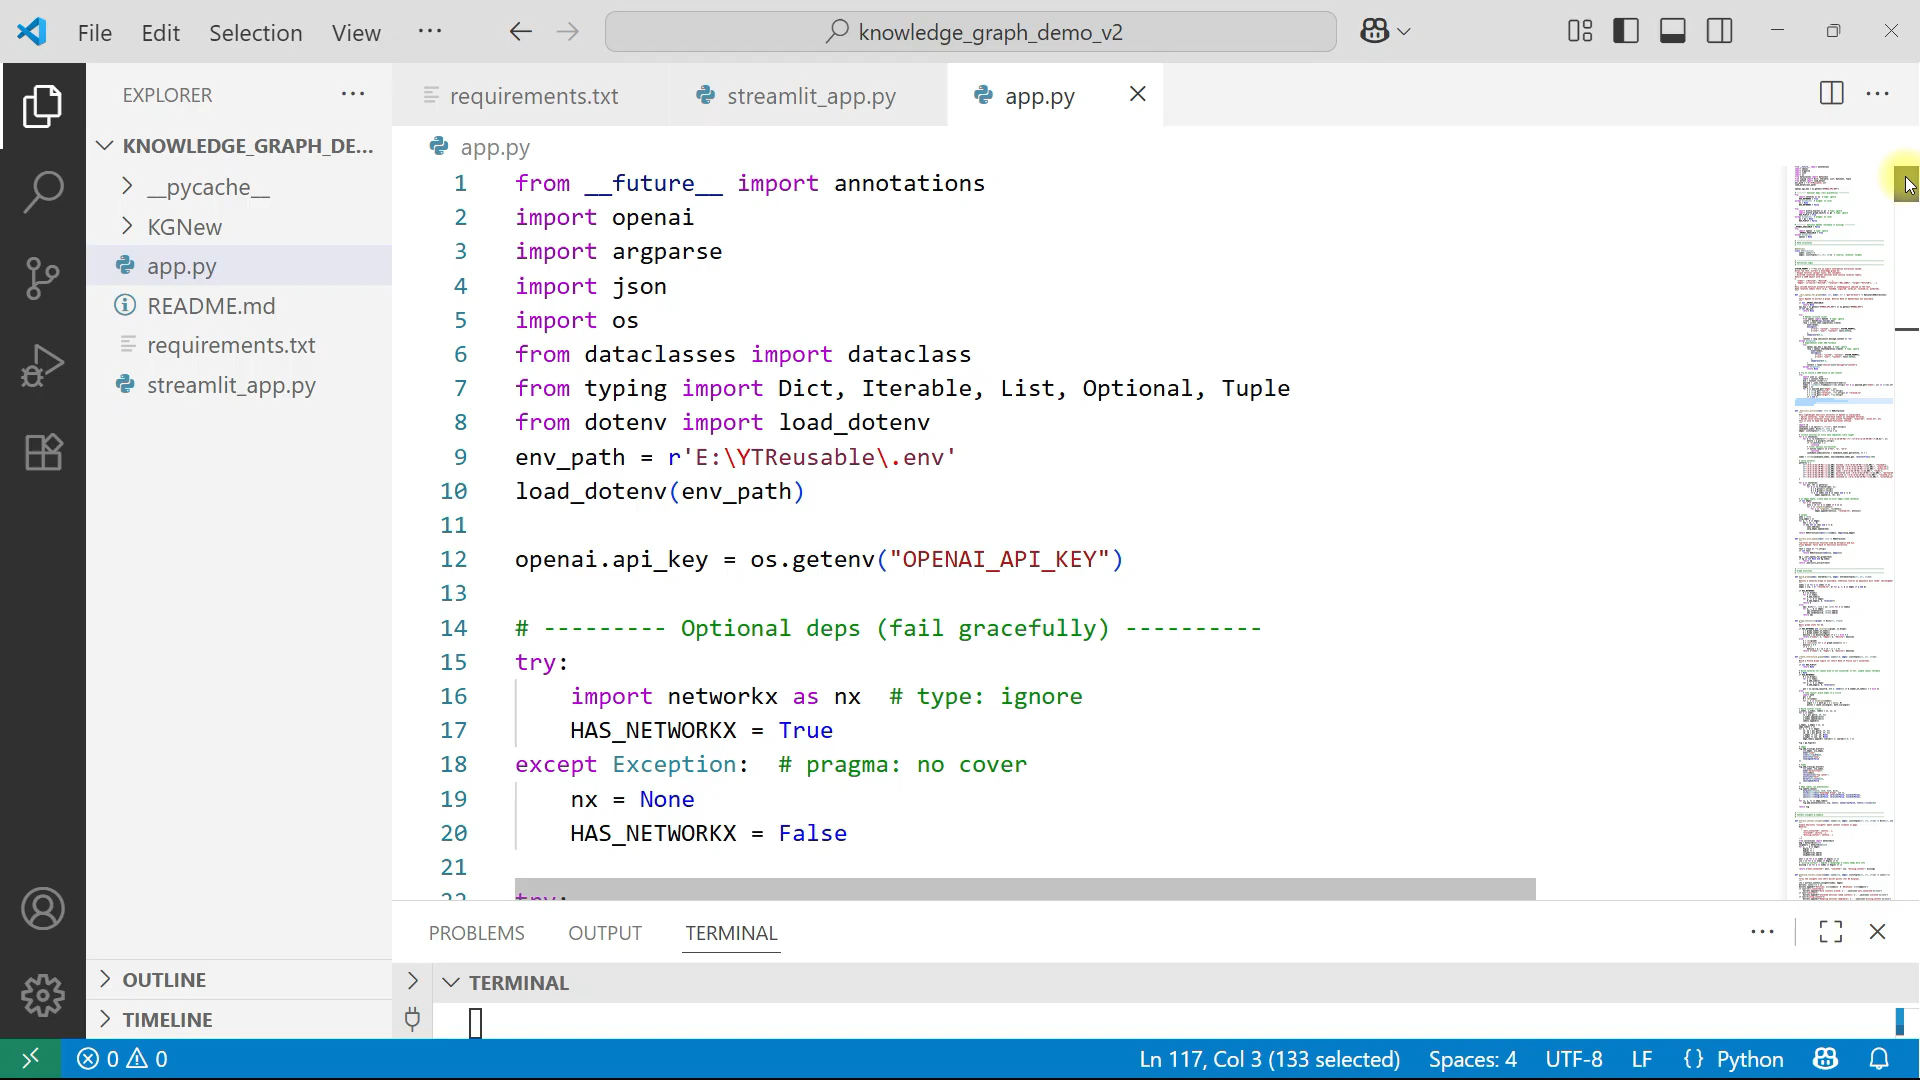 File Edit Selection View ··· knowledge_graph_demo_v2
EXPLORER ···
KNOWLEDGE_GRAPH_DE...
__pycache__
KGNew
app.py
README.md
requirements.txt
streamlit_app.py
OUTLINE
TIMELINE
requirements.txt streamlit_app.py app.py
app.py
1 from __future__ import annotations
2 import openai
3 import argparse
4 import json
5 import os
6 from dataclasses import dataclass
7 from typing import Dict, Iterable, List, Optional, Tuple
8 from dotenv import load_dotenv
9 env_path = r'E:\YTReusable\.env'
10 load_dotenv(env_path)
11
12 openai.api_key = os.getenv("OPENAI_API_KEY")
13
14 # --------- Optional deps (fail gracefully) ----------
15 try:
16 import networkx as nx # type: ignore
17 HAS_NETWORKX = True
18 except Exception: # pragma: no cover
19 nx = None
20 HAS_NETWORKX = False
21
22 try:
PROBLEMS OUTPUT TERMINAL ···
TERMINAL
0 0 Ln 117, Col 3 (133 selected) Spaces: 4 UTF-8 LF {} Python